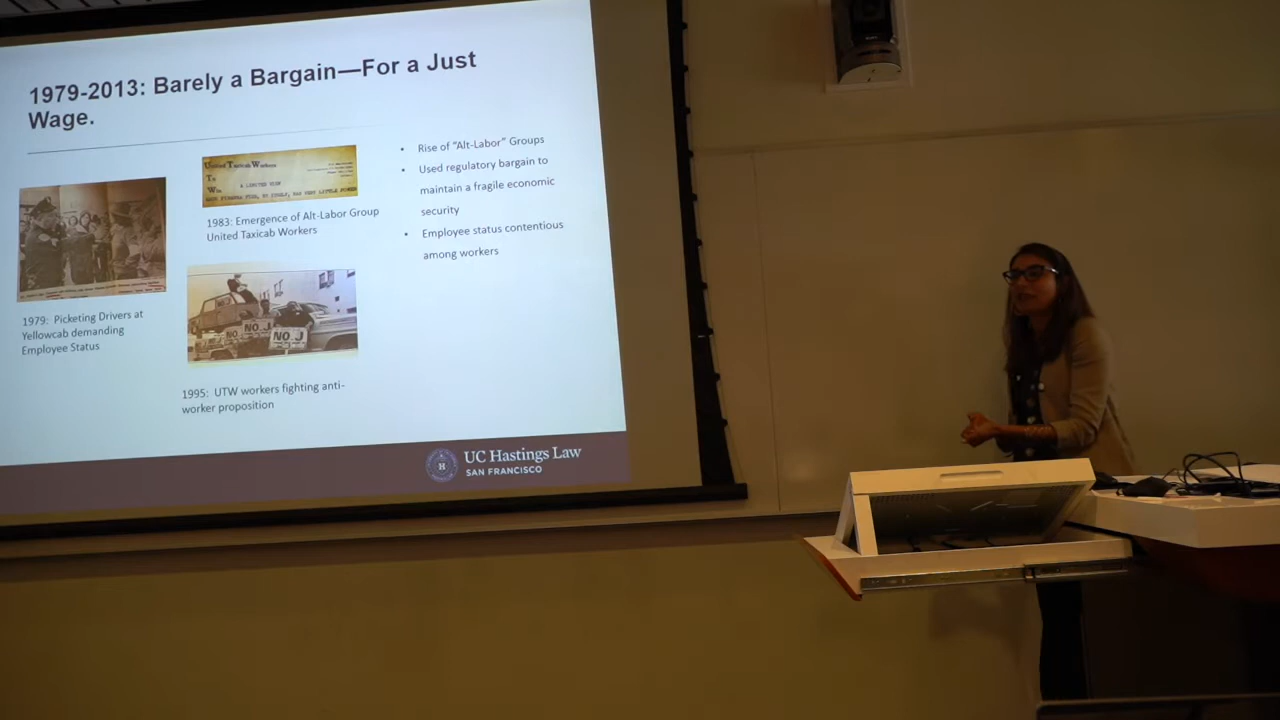 1979-2013: Barely a Bargain—For a Just
Wage.
United Taxicab Workers
A LIMITED VIEW
1979: Picketing Drivers at
Yellowcab demanding
Employee Status
1983: Emergence of Alt-Labor Group
United Taxicab Workers
NO.J
NO.J
NO.J
1995: UTW workers fighting anti-
worker proposition
• Rise of “Alt-Labor” Groups
• Used regulatory bargain to
maintain a fragile economic
security
• Employee status contentious
among workers
H
UC Hastings Law
SAN FRANCISCO